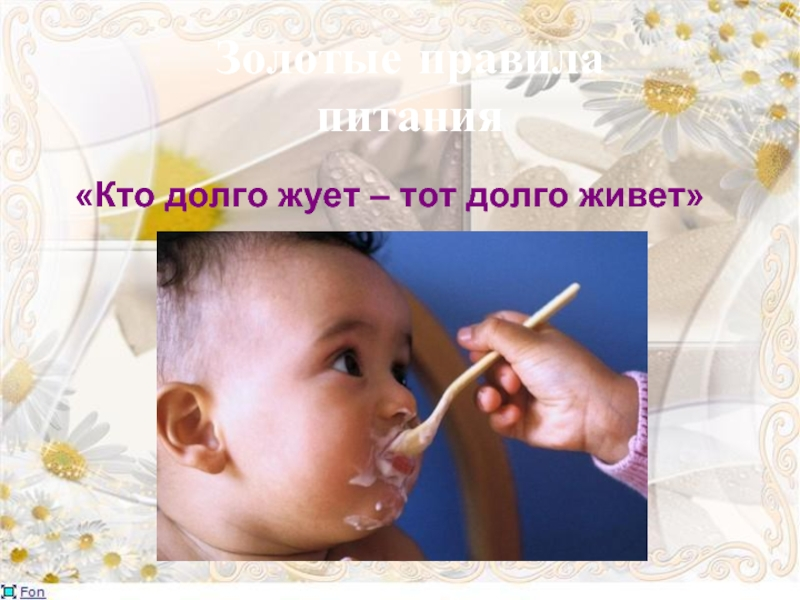 Золотые правила
питания
«Кто долго жует – тот долго живет»
Fon